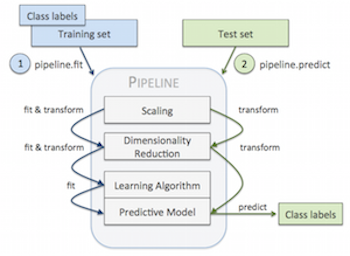 Class labels
Training set
Test set
1
pipeline.fit
2
pipeline.predict
PIPELINE
fit & transform
Scaling
transform
fit & transform
Dimensionality
Reduction
transform
fit
Learning Algorithm
Predictive Model
predict
Class labels